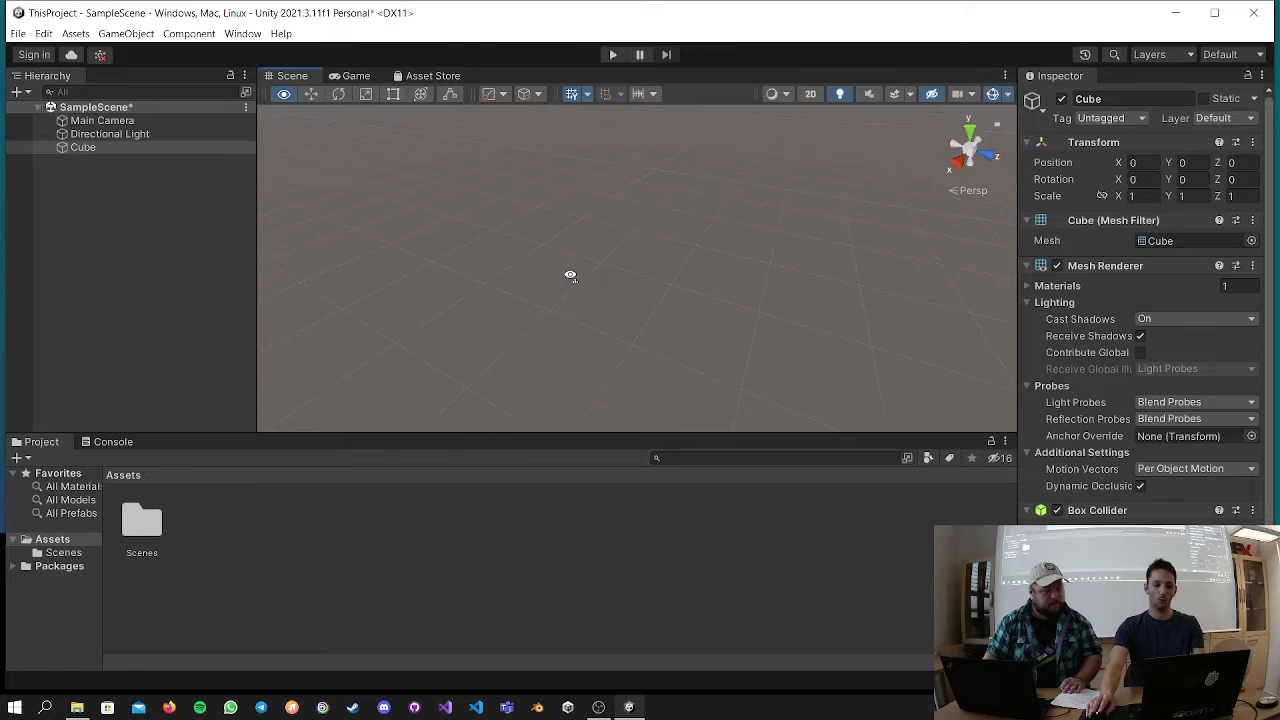 ThisProject - SampleScene - Windows, Mac, Linux - Unity 2021.3.11f1 Personal* <DX11>
File Edit Assets GameObject Component Window Help
Sign in
Layers
Default
Hierarchy
All
SampleScene*
Main Camera
Directional Light
Cube
Scene
Game
Asset Store
2D
y
x
z
Persp
Inspector
Cube
Static
Tag Untagged Layer Default
Transform
Position X 0 Y 0 Z 0
Rotation X 0 Y 0 Z 0
Scale X 1 Y 1 Z 1
Cube (Mesh Filter)
Mesh Cube
Mesh Renderer
Materials 1
Lighting
Cast Shadows On
Receive Shadows
Contribute Global
Receive Global Illu Light Probes
Probes
Light Probes Blend Probes
Reflection Probes Blend Probes
Anchor Override None (Transform)
Additional Settings
Motion Vectors Per Object Motion
Dynamic Occlusic
Box Collider
Project
Console
16
Favorites
All Material
All Models
All Prefabs
Assets
Scenes
Packages
Assets
Scenes